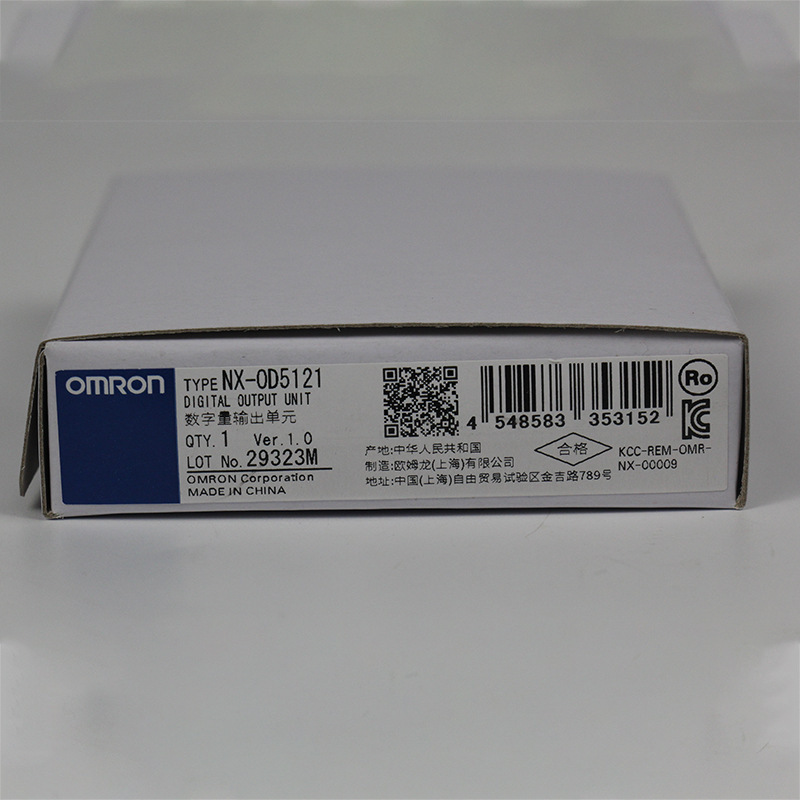 OMRON
TYPE NX-OD5121
DIGITAL OUTPUT UNIT
数字量输出单元
QTY. 1 Ver.1.0
LOT No. 29323M
OMRON Corporation
MADE IN CHINA
4 548583 353152
产地:中华人民共和国
制造:欧姆龙(上海)有限公司
地址:中国(上海)自由贸易试验区金吉路789号
合格
Ro
KCC-REM-OMR-
NX-00009